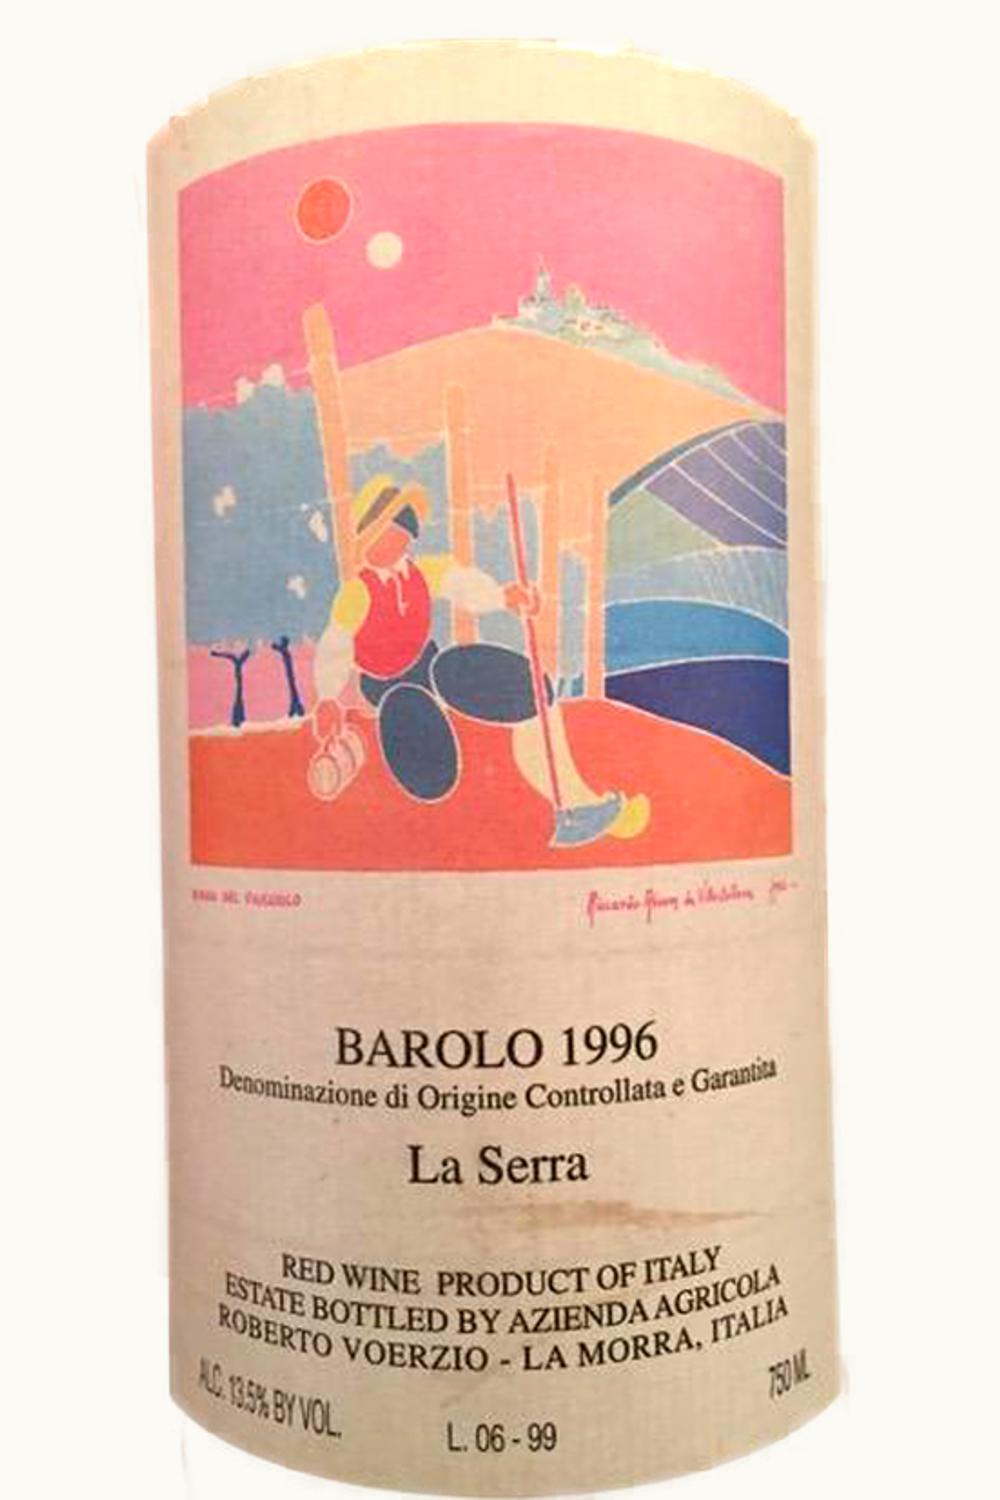 BAROLO 1996
Denominazione di Origine Controllata e Garantita
La Serra
RED WINE PRODUCT OF ITALY
ESTATE BOTTLED BY AZIENDA AGRICOLA
ROBERTO VOERZIO - LA MORRA, ITALIA
ALC. 13.5% BY VOL.
750 ML
L. 06 - 99